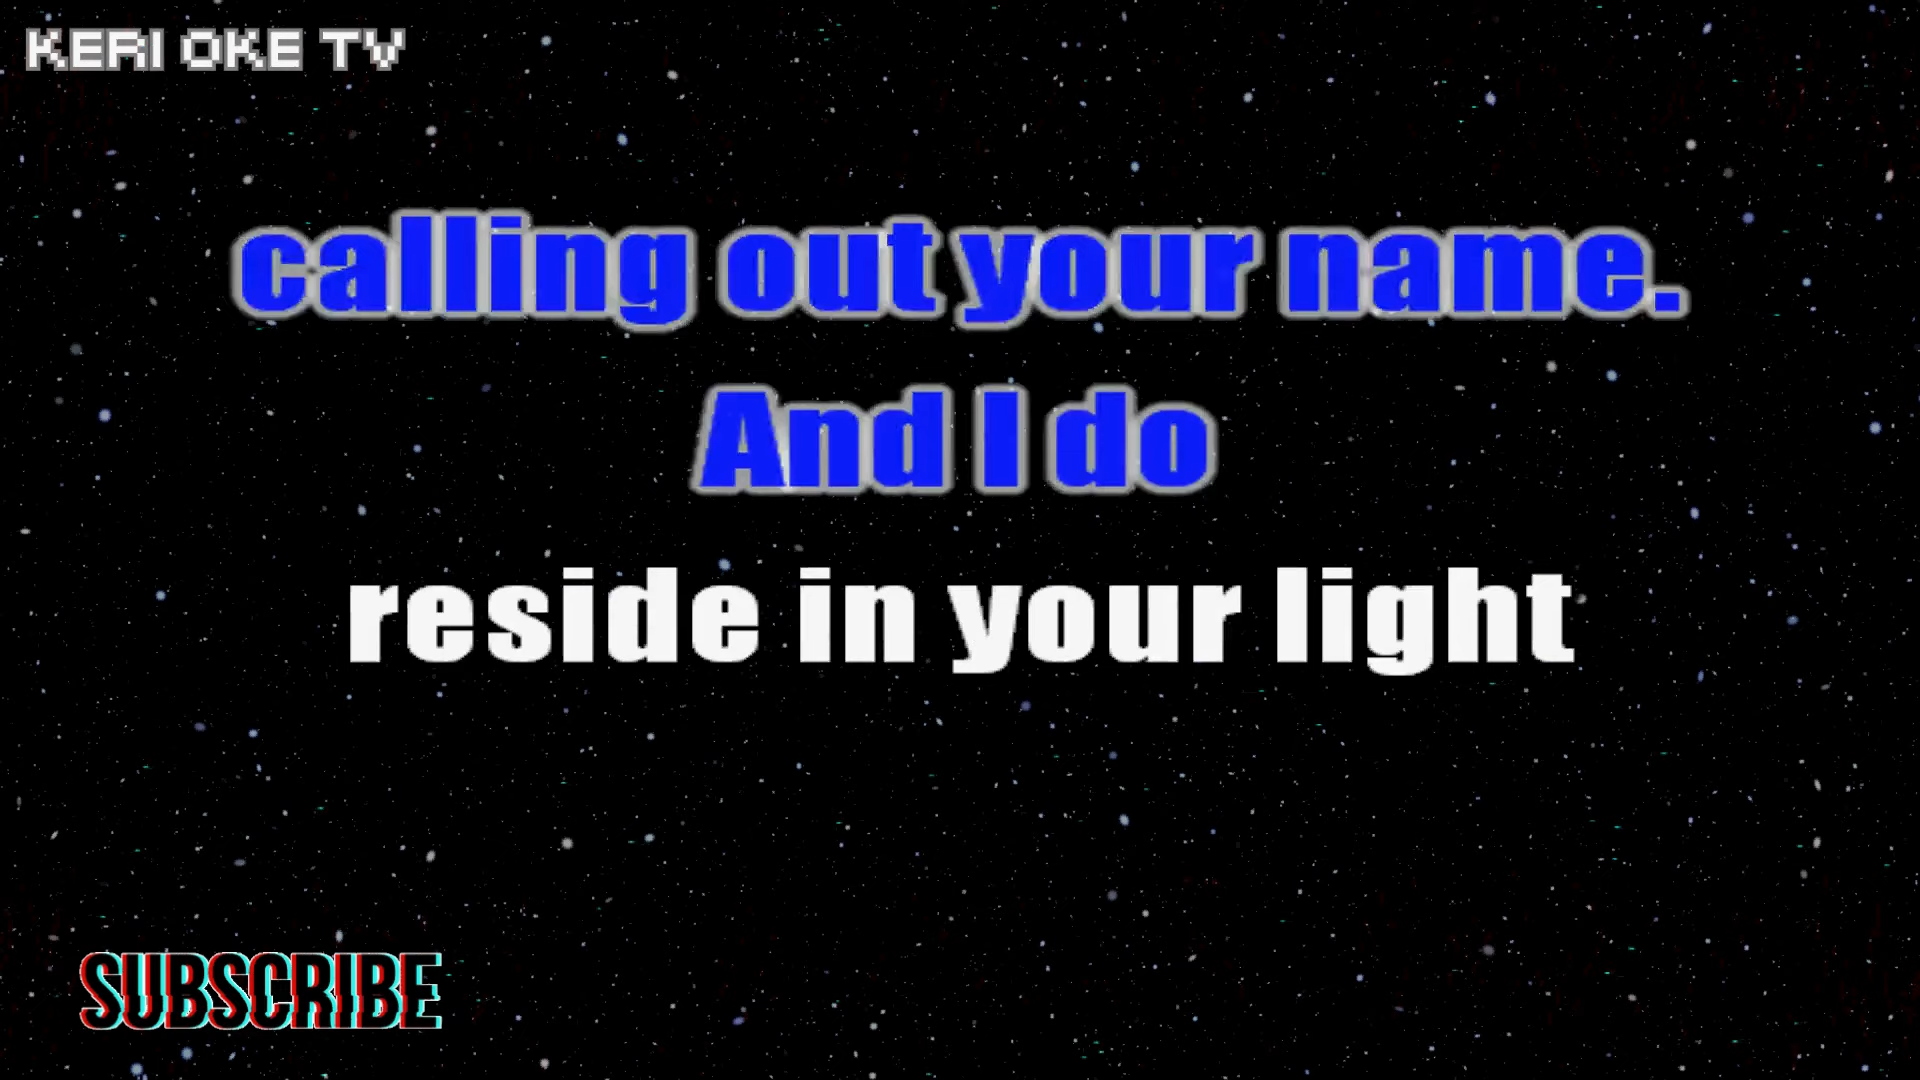 KERI OKE TV
calling out your name.
And I do
reside in your light
SUBSCRIBE